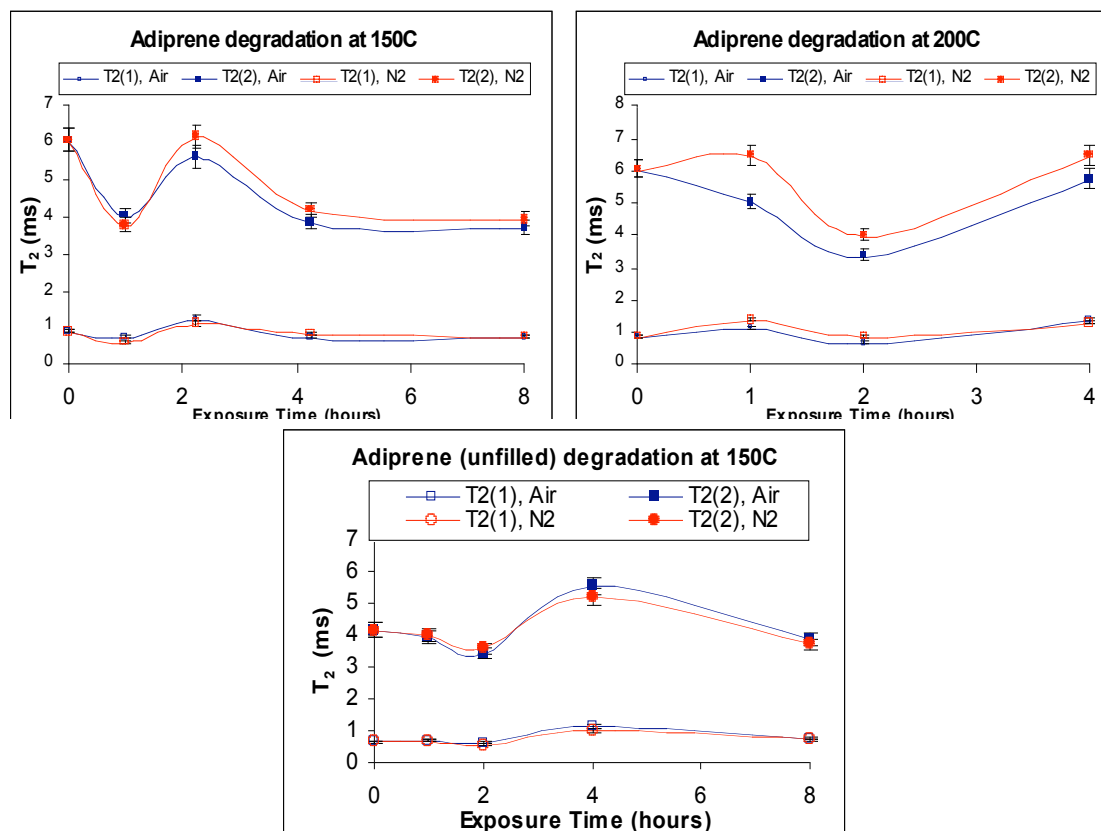 Adiprene degradation at 150C
T2(1), Air T2(2), Air T2(1), N2 T2(2), N2
7
6
5
4
3
2
1
0
T2 (ms)
0 2 4 6 8
Exposure Time (hours)
Adiprene degradation at 200C
T2(1), Air T2(2), Air T2(1), N2 T2(2), N2
8
7
6
5
4
3
2
1
0
T2 (ms)
0 1 2 3 4
Exposure Time (hours)
Adiprene (unfilled) degradation at 150C
T2(1), Air T2(2), Air
T2(1), N2 T2(2), N2
7
6
5
4
3
2
1
0
T2 (ms)
0 2 4 6 8
Exposure Time (hours)